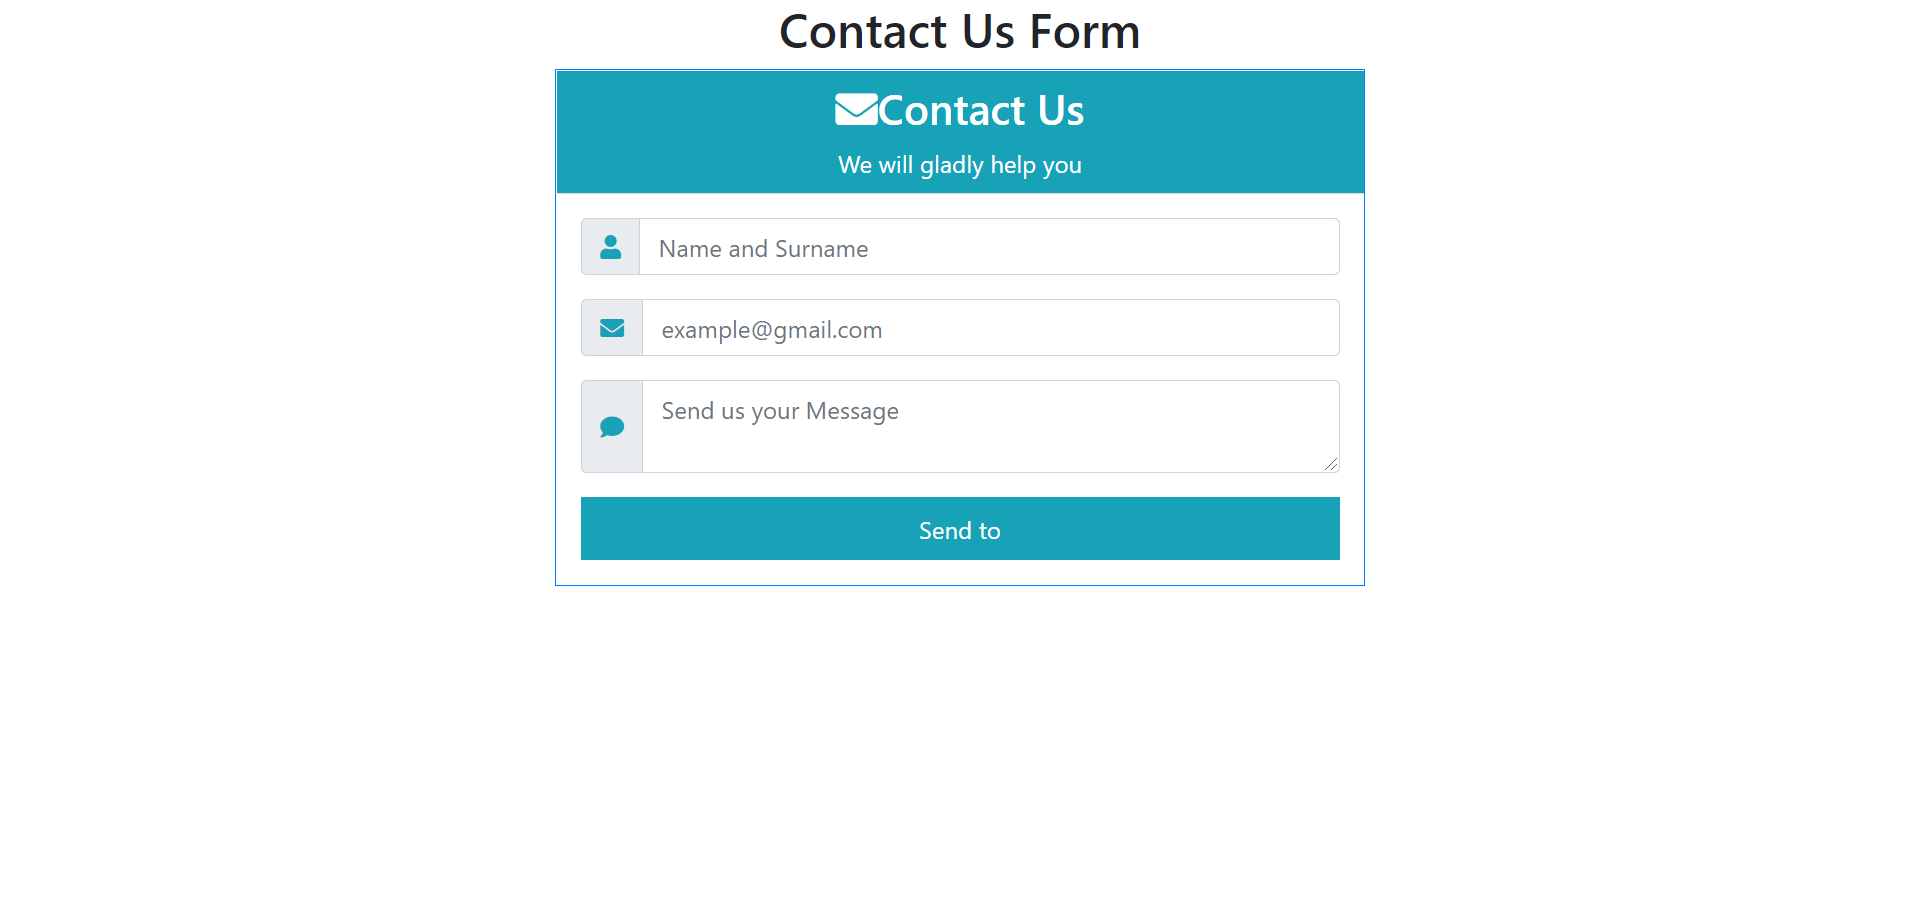 Contact Us Form
Contact Us
We will gladly help you
Name and Surname
example@gmail.com
Send us your Message
Send to